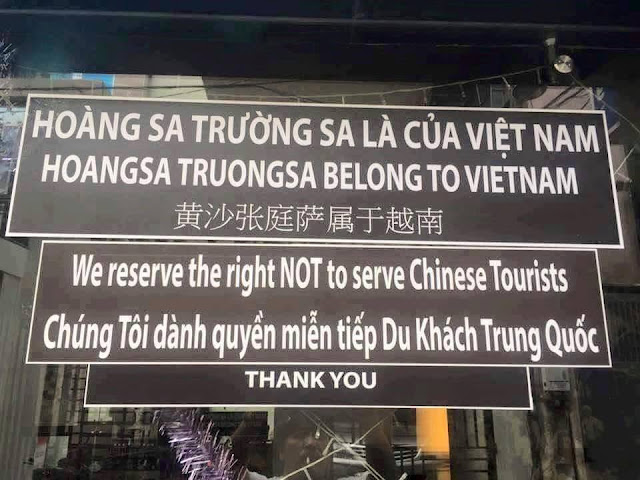 HOÀNG SA TRƯỜNG SA LÀ CỦA VIỆT NAM
HOANGSA TRUONGSA BELONG TO VIETNAM
黄沙张庭萨属于越南
We reserve the right NOT to serve Chinese Tourists
Chúng Tôi dành quyền miễn tiếp Du Khách Trung Quốc
THANK YOU